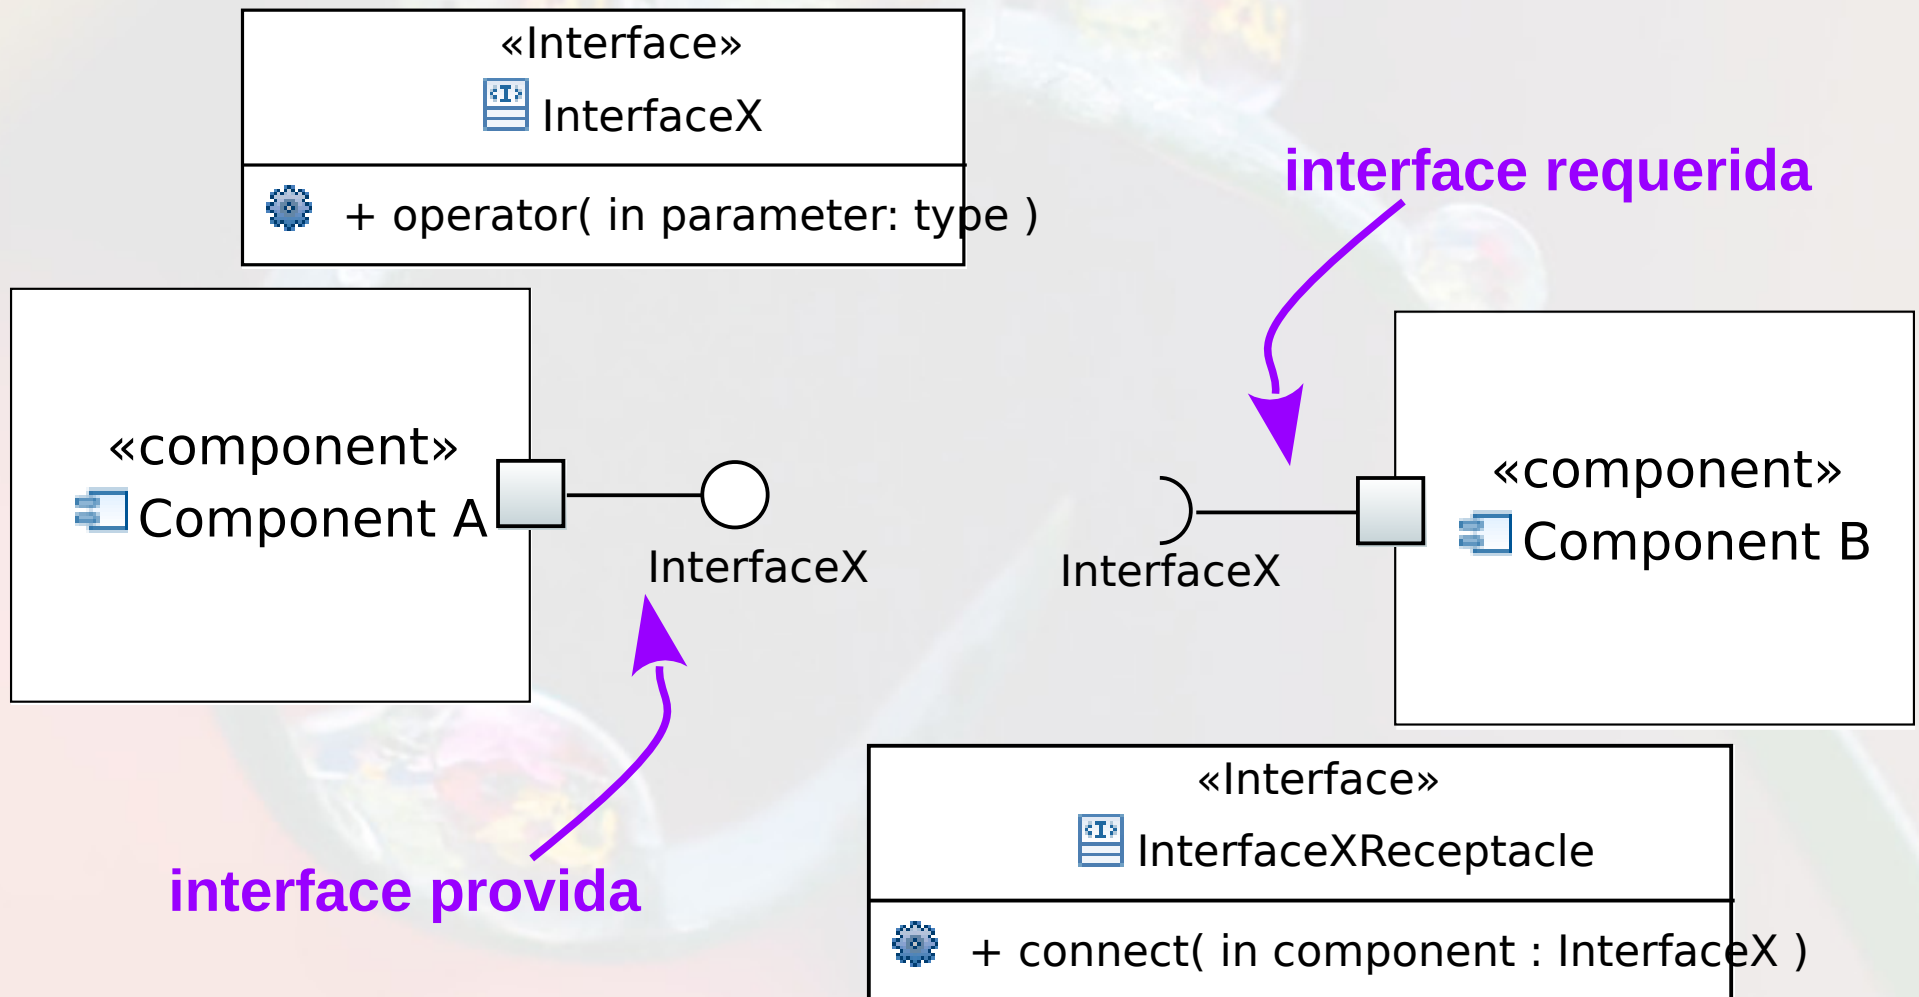 «Interface»
InterfaceX
+ operator( in parameter: type )
interface requerida
«component»
Component A
InterfaceX
InterfaceX
«component»
Component B
interface provida
«Interface»
InterfaceXReceptacle
+ connect( in component : InterfaceX )